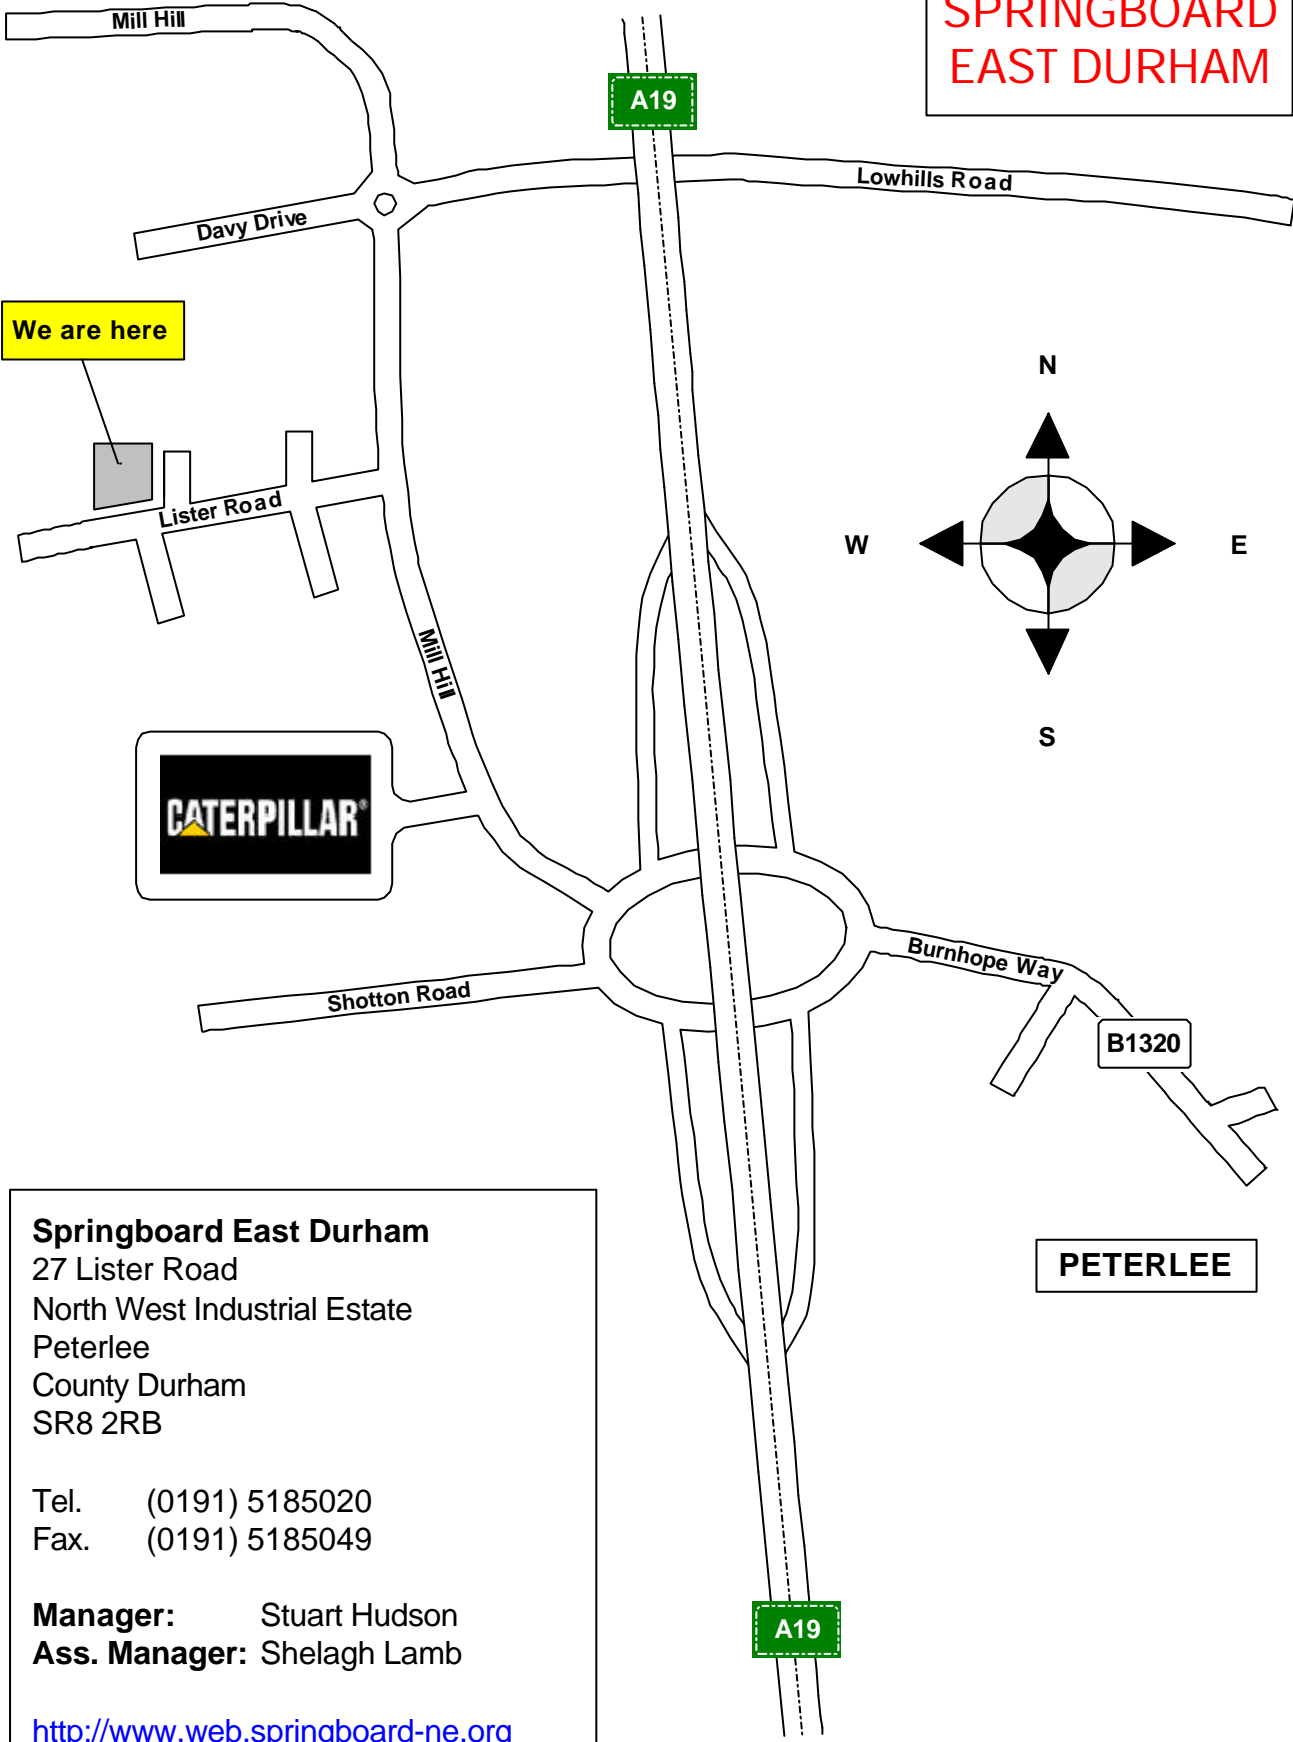 SPRINGBOARD
EAST DURHAM
Mill Hill
A19
Lowhills Road
Davy Drive
We are here
N
Lister Road
W
E
Mill Hill
S
CATERPILLAR®
Burnhope Way
Shotton Road
B1320
PETERLEE
Springboard East Durham
27 Lister Road
North West Industrial Estate
Peterlee
County Durham
SR8 2RB
Tel. (0191) 5185020
Fax. (0191) 5185049
Manager: Stuart Hudson
Ass. Manager: Shelagh Lamb
http://www.web.springboard-ne.org
A19